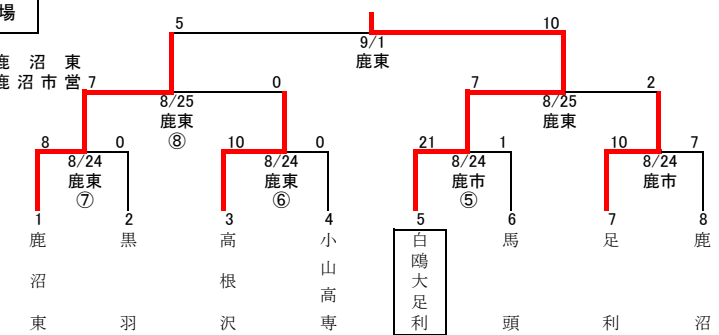 場
5 10
9/1
鹿東
鹿沼東
鹿沼市営
7 0 7 2
8/25 8/25
鹿東 鹿東
⑧
8 0 10 0 21 1 10 7
8/24 8/24 8/24 8/24
鹿東 鹿東 鹿市 鹿市
⑦ ⑥ ⑤
1 2 3 4 5 6 7 8
鹿沼東 黒羽 高根沢 小山高専 白鴎大足利 馬頭 足利 鹿沼